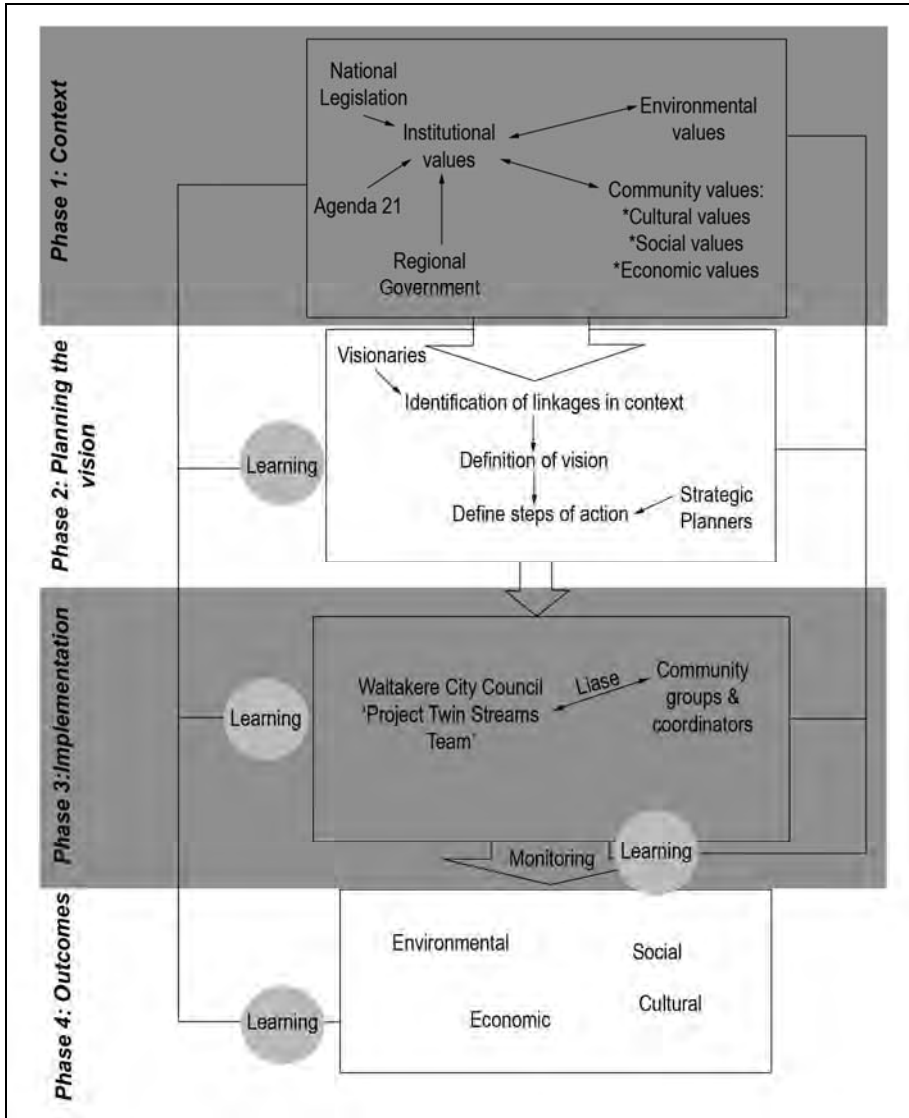 Phase 1: Context
National
Legislation
Institutional
values
Environmental
values
Agenda 21
Community values:
*Cultural values
*Social values
*Economic values
Regional
Government
Phase 2: Planning the
vision
Visionaries
Identification of linkages in context
Learning
Definition of vision
Define steps of action
Strategic
Planners
Phase 3:Implementation
Waitakere City Council
'Project Twin Streams
Team'
Liase
Community
groups &
coordinators
Learning
Monitoring
Learning
Phase 4: Outcomes
Environmental
Social
Cultural
Economic
Learning